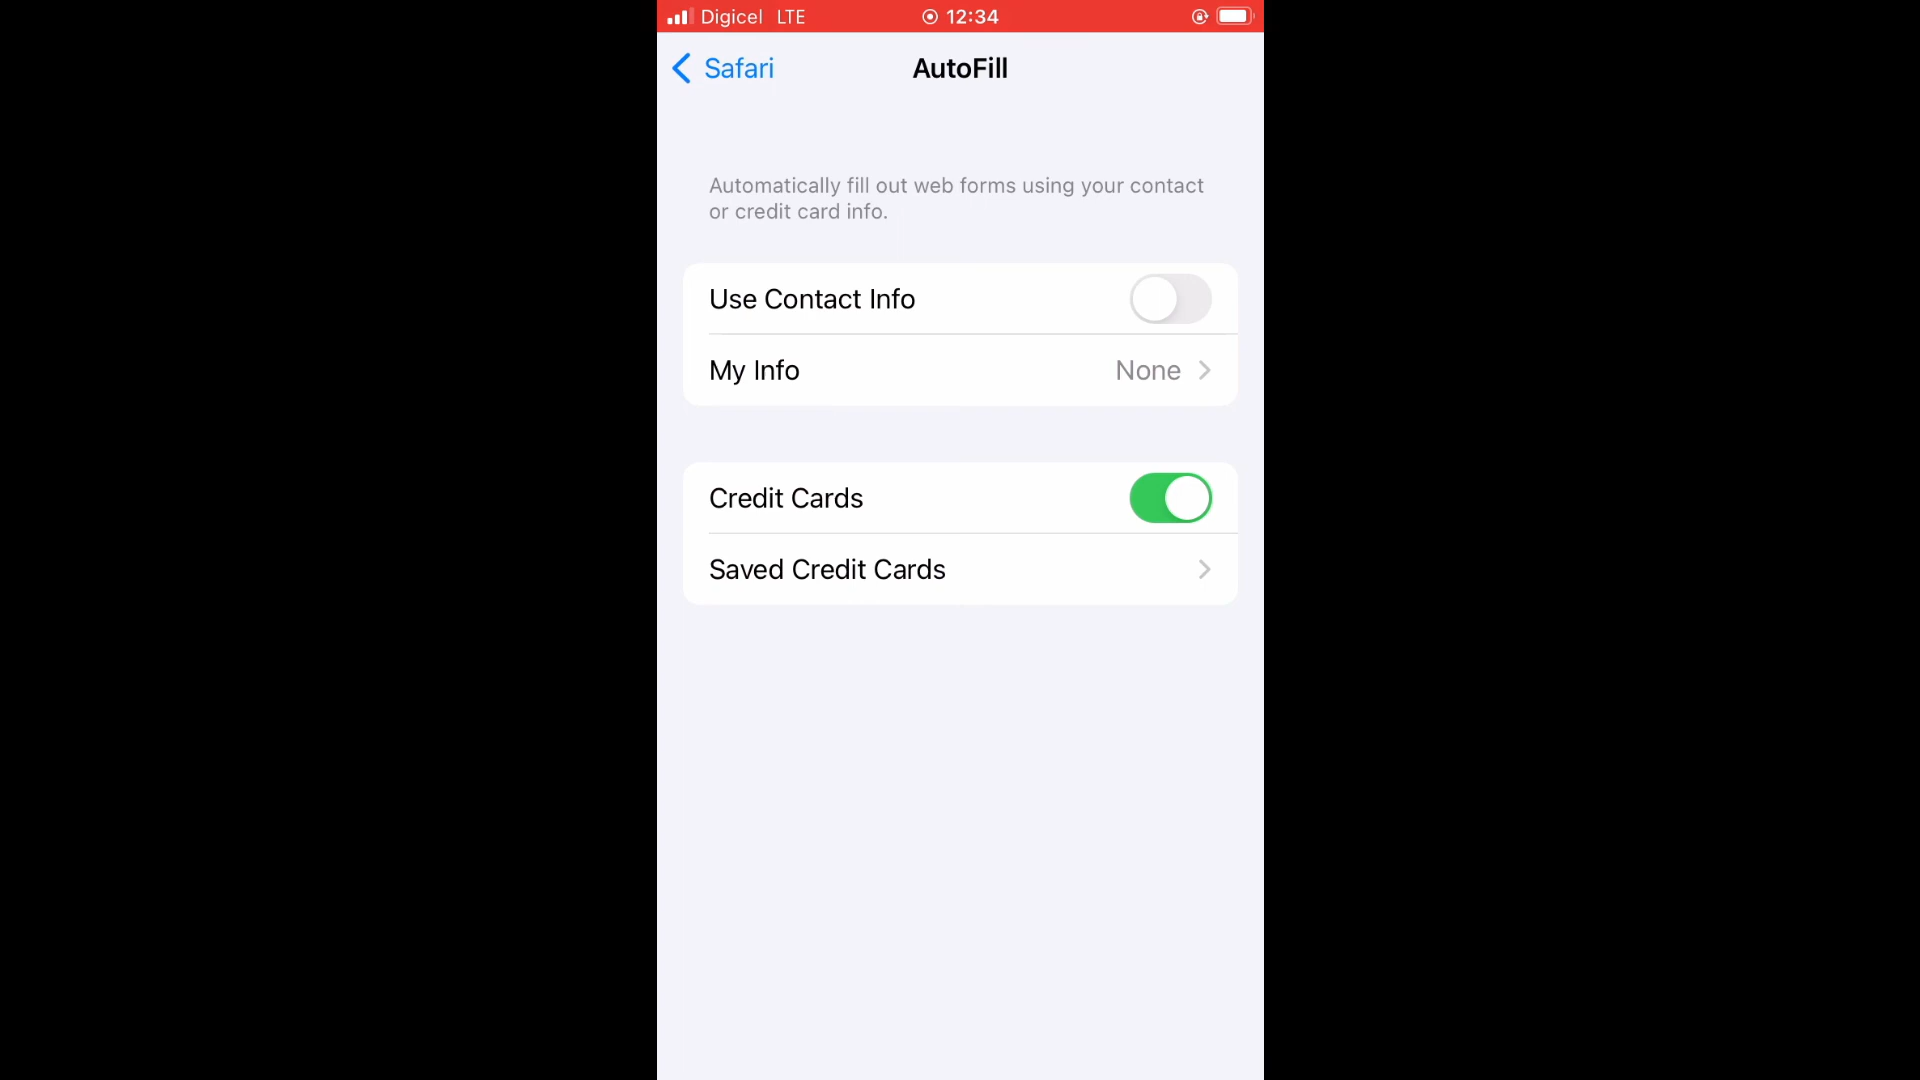 Digicel LTE 12:34
Safari AutoFill
Automatically fill out web forms using your contact
or credit card info.
Use Contact Info
My Info None
Credit Cards
Saved Credit Cards